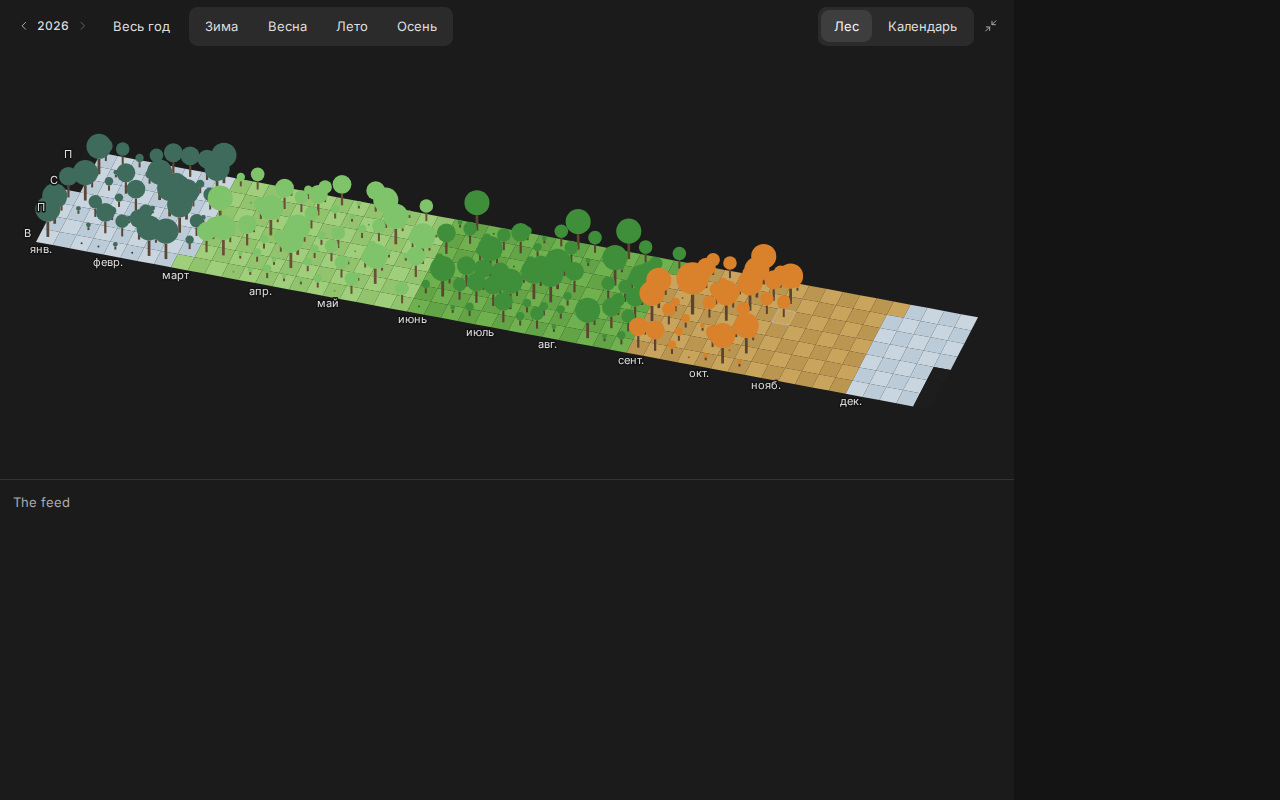 2026 Весь год Зима Весна Лето Осень Лес Календарь
П
С
П
В
янв.
февр.
март
апр.
май
июнь
июль
авг.
сент.
окт.
нояб.
дек.
The feed